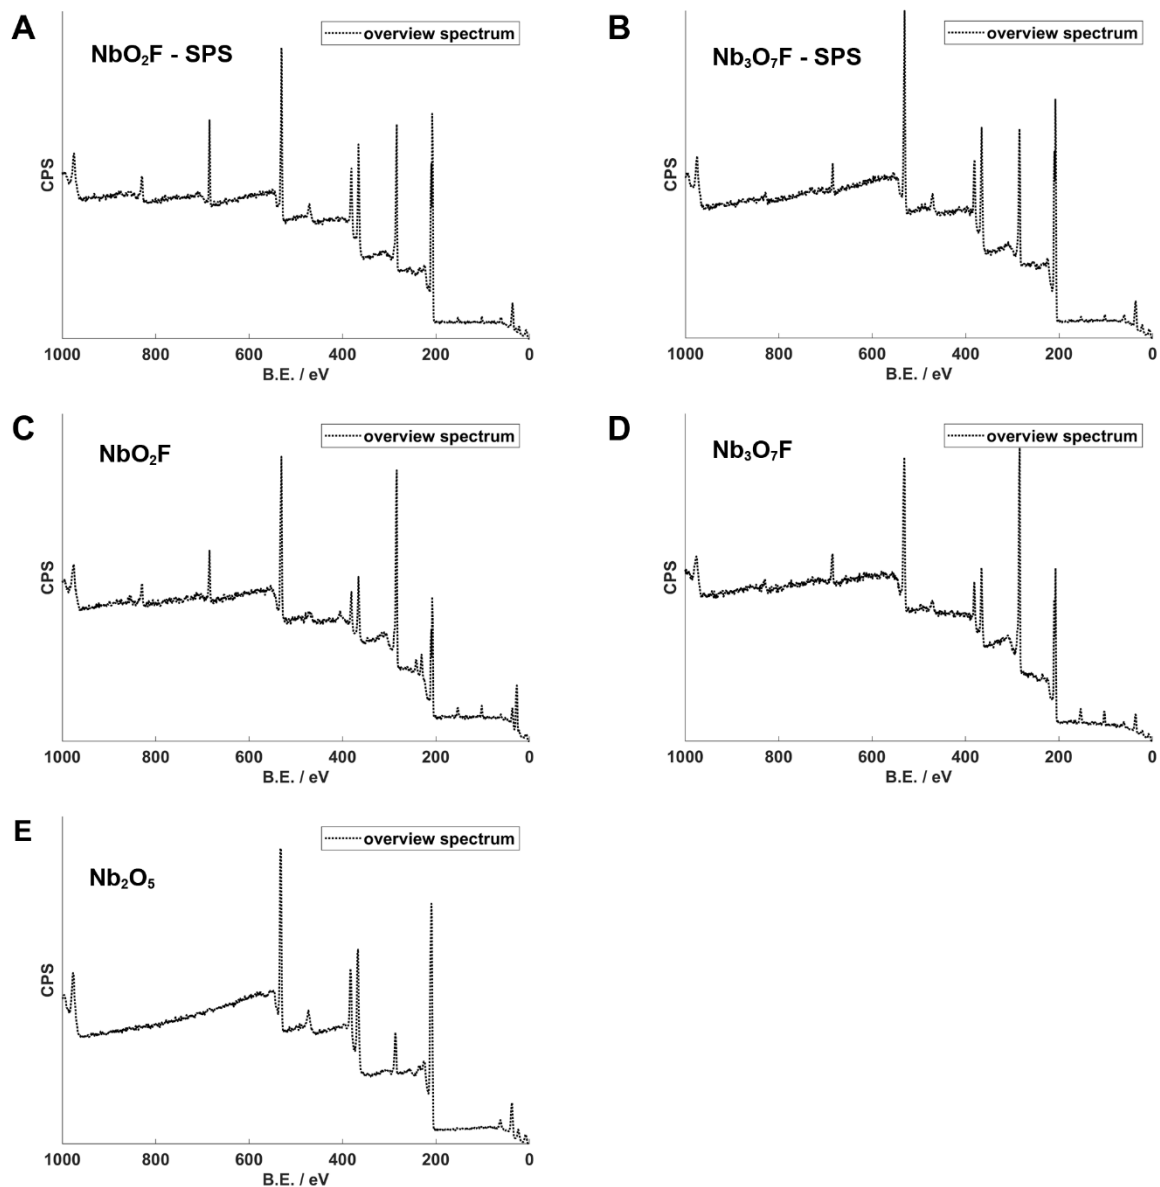 A
NbO₂F - SPS
overview spectrum
CPS
1000 800 600 400 200 0
B.E. / eV
B
Nb₃O₇F - SPS
overview spectrum
CPS
1000 800 600 400 200 0
B.E. / eV
C
NbO₂F
overview spectrum
CPS
1000 800 600 400 200 0
B.E. / eV
D
Nb₃O₇F
overview spectrum
CPS
1000 800 600 400 200 0
B.E. / eV
E
Nb₂O₅
overview spectrum
CPS
1000 800 600 400 200 0
B.E. / eV